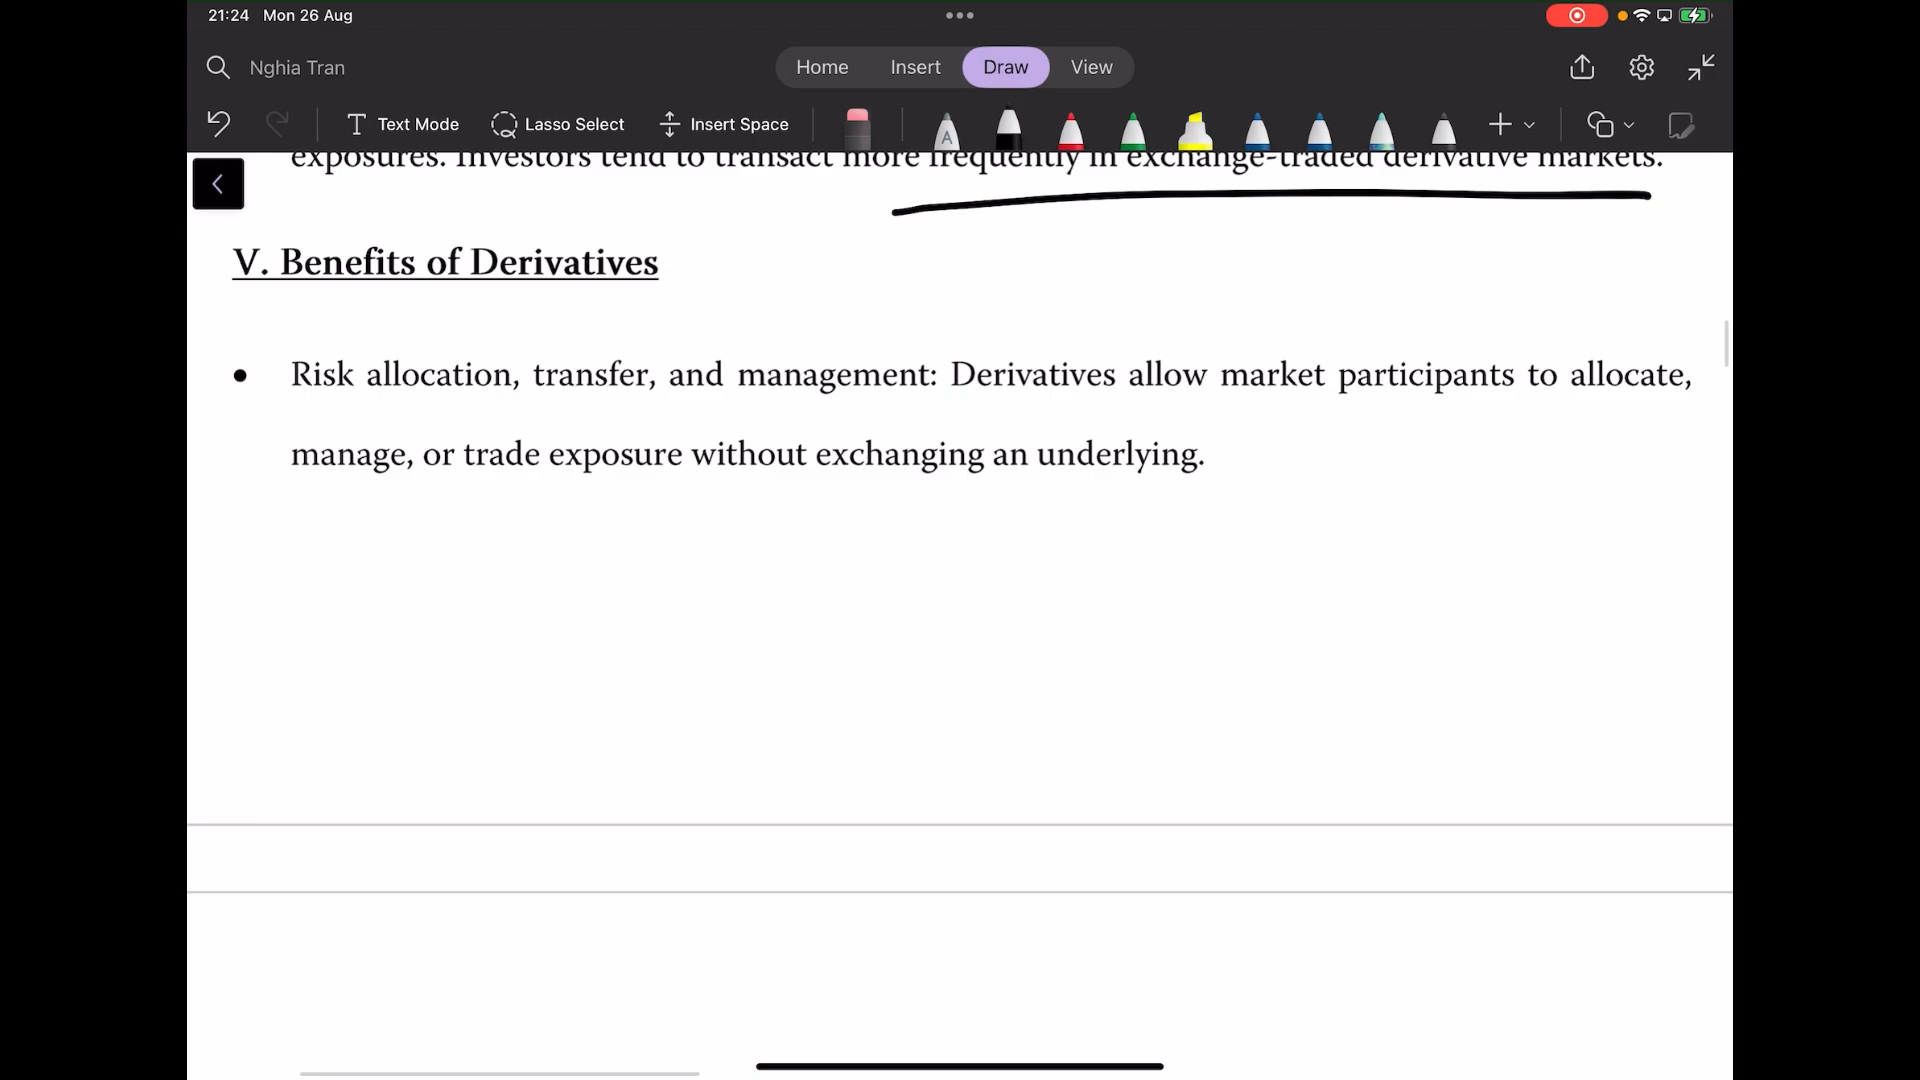 21:24 Mon 26 Aug
Nghia Tran
Home Insert Draw View
Text Mode Lasso Select Insert Space
A
exposures. Investors tend to transact more frequently in exchange-traded derivative markets.
V. Benefits of Derivatives
• Risk allocation, transfer, and management: Derivatives allow market participants to allocate,
manage, or trade exposure without exchanging an underlying.